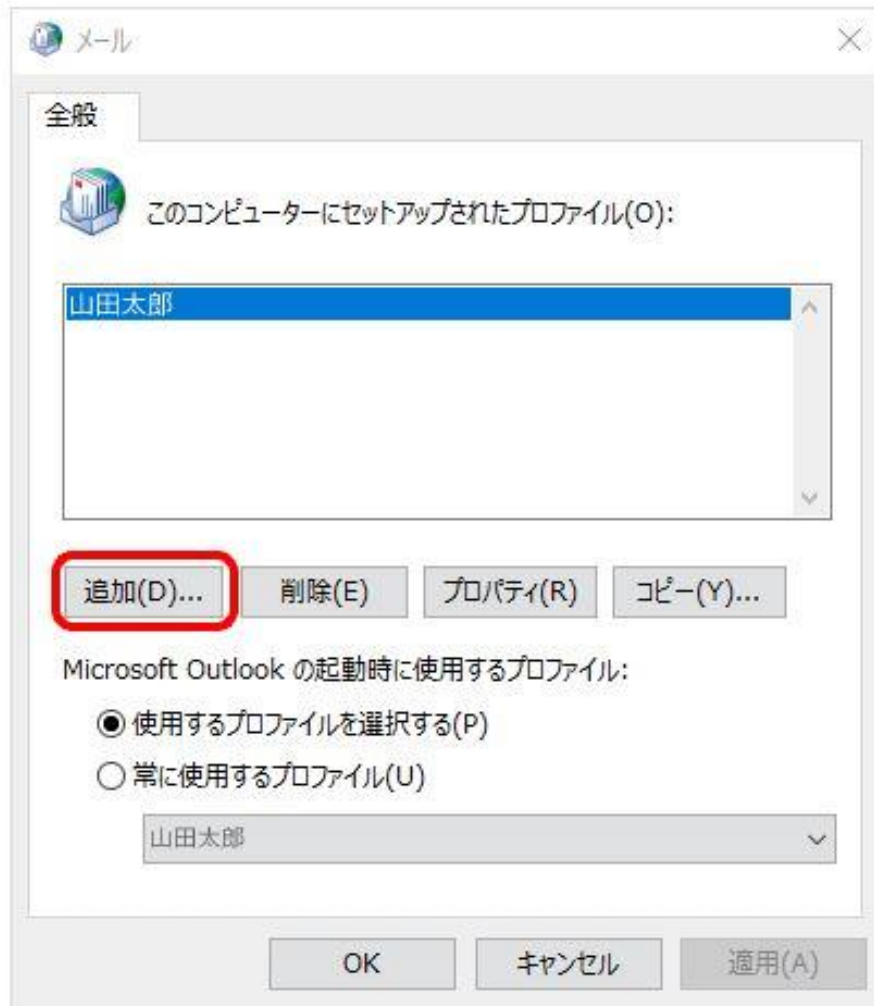 メール
全般
このコンピューターにセットアップされたプロファイル(O):
山田太郎
追加(D)... 削除(E) プロパティ(R) コピー(Y)...
Microsoft Outlook の起動時に使用するプロファイル:
使用するプロファイルを選択する(P)
常に使用するプロファイル(U)
山田太郎
OK キャンセル 適用(A)